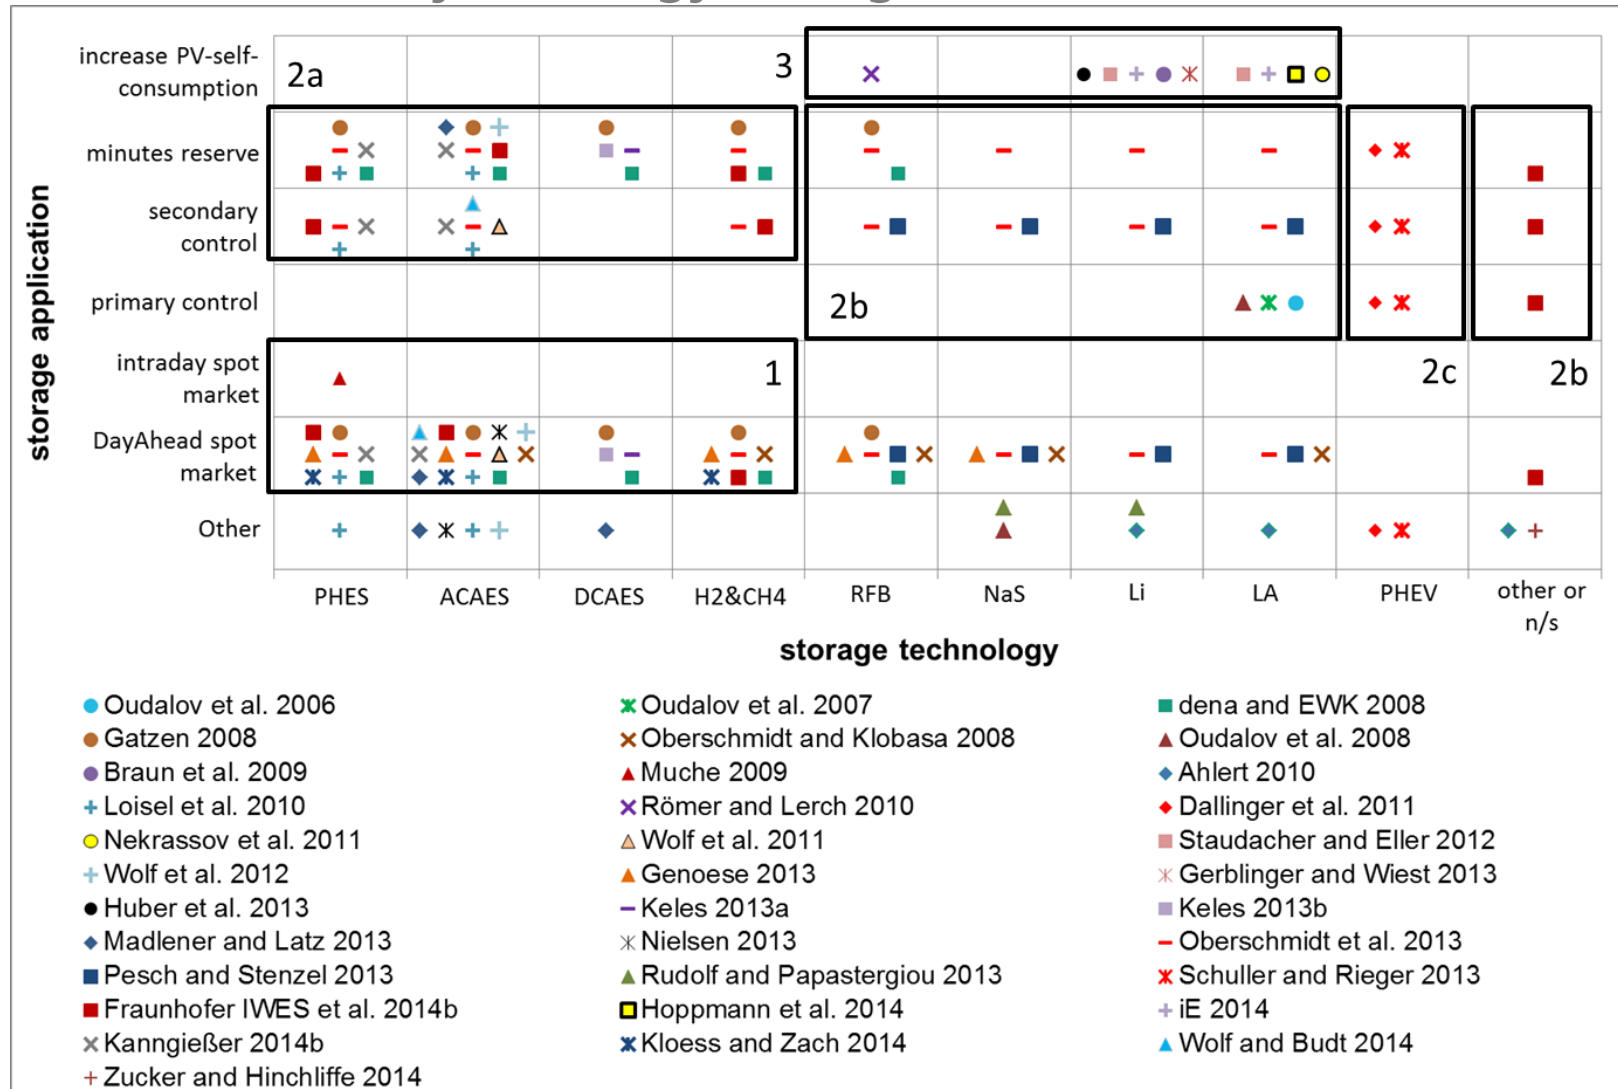 increase PV-self-
consumption
2a
3
minutes reserve
secondary
control
primary control
2b
intraday spot
market
1
2c
2b
DayAhead spot
market
Other
storage application
PHES
ACAES
DCAES
H2&CH4
RFB
NaS
Li
LA
PHEV
other or
n/s
storage technology
Oudalov et al. 2006
Oudalov et al. 2007
dena and EWK 2008
Gatzen 2008
Oberschmidt and Klobasa 2008
Oudalov et al. 2008
Braun et al. 2009
Muche 2009
Ahlert 2010
Loisel et al. 2010
Römer and Lerch 2010
Dallinger et al. 2011
Nekrassov et al. 2011
Wolf et al. 2011
Staudacher and Eller 2012
Wolf et al. 2012
Genoese 2013
Gerblinger and Wiest 2013
Huber et al. 2013
Keles 2013a
Keles 2013b
Madlener and Latz 2013
Nielsen 2013
Oberschmidt et al. 2013
Pesch and Stenzel 2013
Rudolf and Papastergiou 2013
Schuller and Rieger 2013
Fraunhofer IWES et al. 2014b
Hoppmann et al. 2014
iE 2014
Kanngießer 2014b
Kloess and Zach 2014
Wolf and Budt 2014
Zucker and Hinchliffe 2014